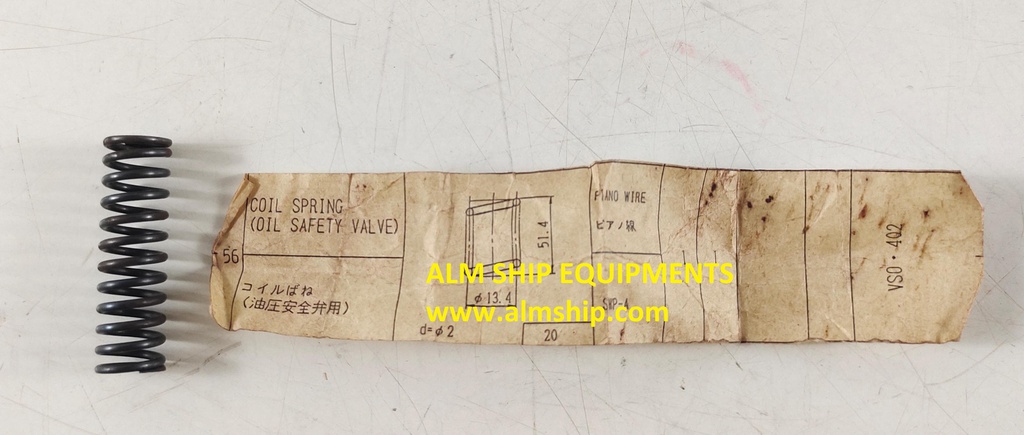 56
COIL SPRING
(OIL SAFETY VALVE)
コイルばね
(油圧安全弁用)
51.4
φ13.4
d=φ2
20
PIANO WIRE
ピアノ線
SWP-A
VSO・402
ALM SHIP EQUIPMENTS
www.almship.com